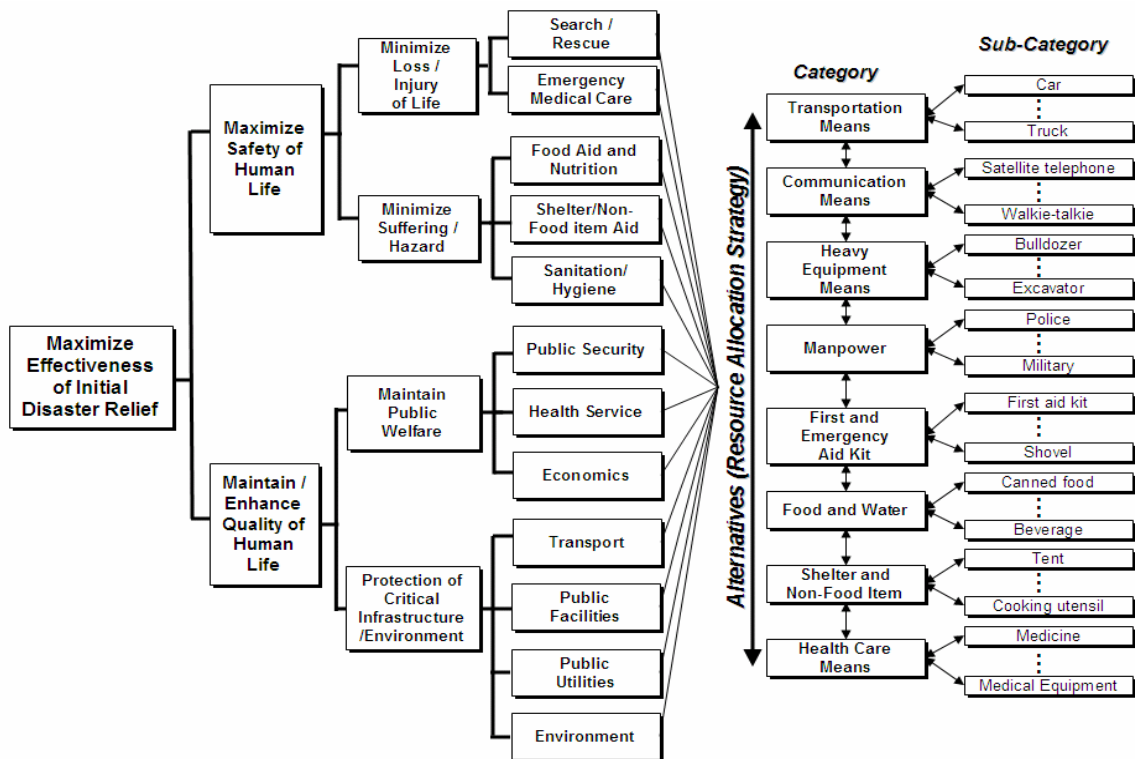 Maximize
Effectiveness
of Initial
Disaster Relief
Maximize
Safety of
Human
Life
Maintain /
Enhance
Quality of
Human
Life
Minimize
Loss /
Injury
of Life
Minimize
Suffering /
Hazard
Maintain
Public
Welfare
Protection of
Critical
Infrastructure
/Environment
Search /
Rescue
Emergency
Medical Care
Food Aid and
Nutrition
Shelter/Non-
Food item Aid
Sanitation/
Hygiene
Public Security
Health Service
Economics
Transport
Public
Facilities
Public
Utilities
Environment
Alternatives (Resource Allocation Strategy)
Category
Transportation
Means
Communication
Means
Heavy
Equipment
Means
Manpower
First and
Emergency
Aid Kit
Food and Water
Shelter and
Non-Food Item
Health Care
Means
Sub-Category
Car
Truck
Satellite telephone
Walkie-talkie
Bulldozer
Excavator
Police
Military
First aid kit
Shovel
Canned food
Beverage
Tent
Cooking utensil
Medicine
Medical Equipment